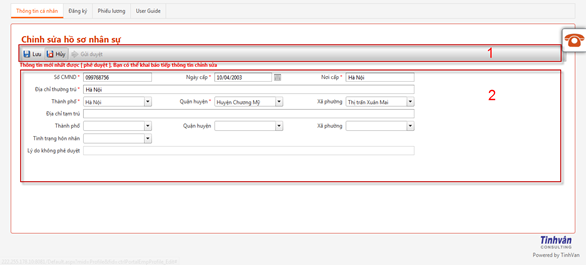 Thông tin cá nhân Đăng ký Phiếu lương User Guide
Chỉnh sửa hồ sơ nhân sự
Lưu Hủy Gửi duyệt 1
Thông tin mới nhất được [ phê duyệt ], Bạn có thể khai báo tiếp thông tin chỉnh sửa
Số CMND * 099768756 Ngày cấp * 10/04/2003 Nơi cấp * Hà Nội
2
Địa chỉ thường trú * Hà Nội
Thành phố * Hà Nội Quận huyện * Huyện Chương Mỹ Xã phường Thị trấn Xuân Mai
Địa chỉ tạm trú
Thành phố Quận huyện Xã phường
Tình trạng hôn nhân
Lý do không phê duyệt
Tinhvân
CONSULTING
Powered by TinhVan